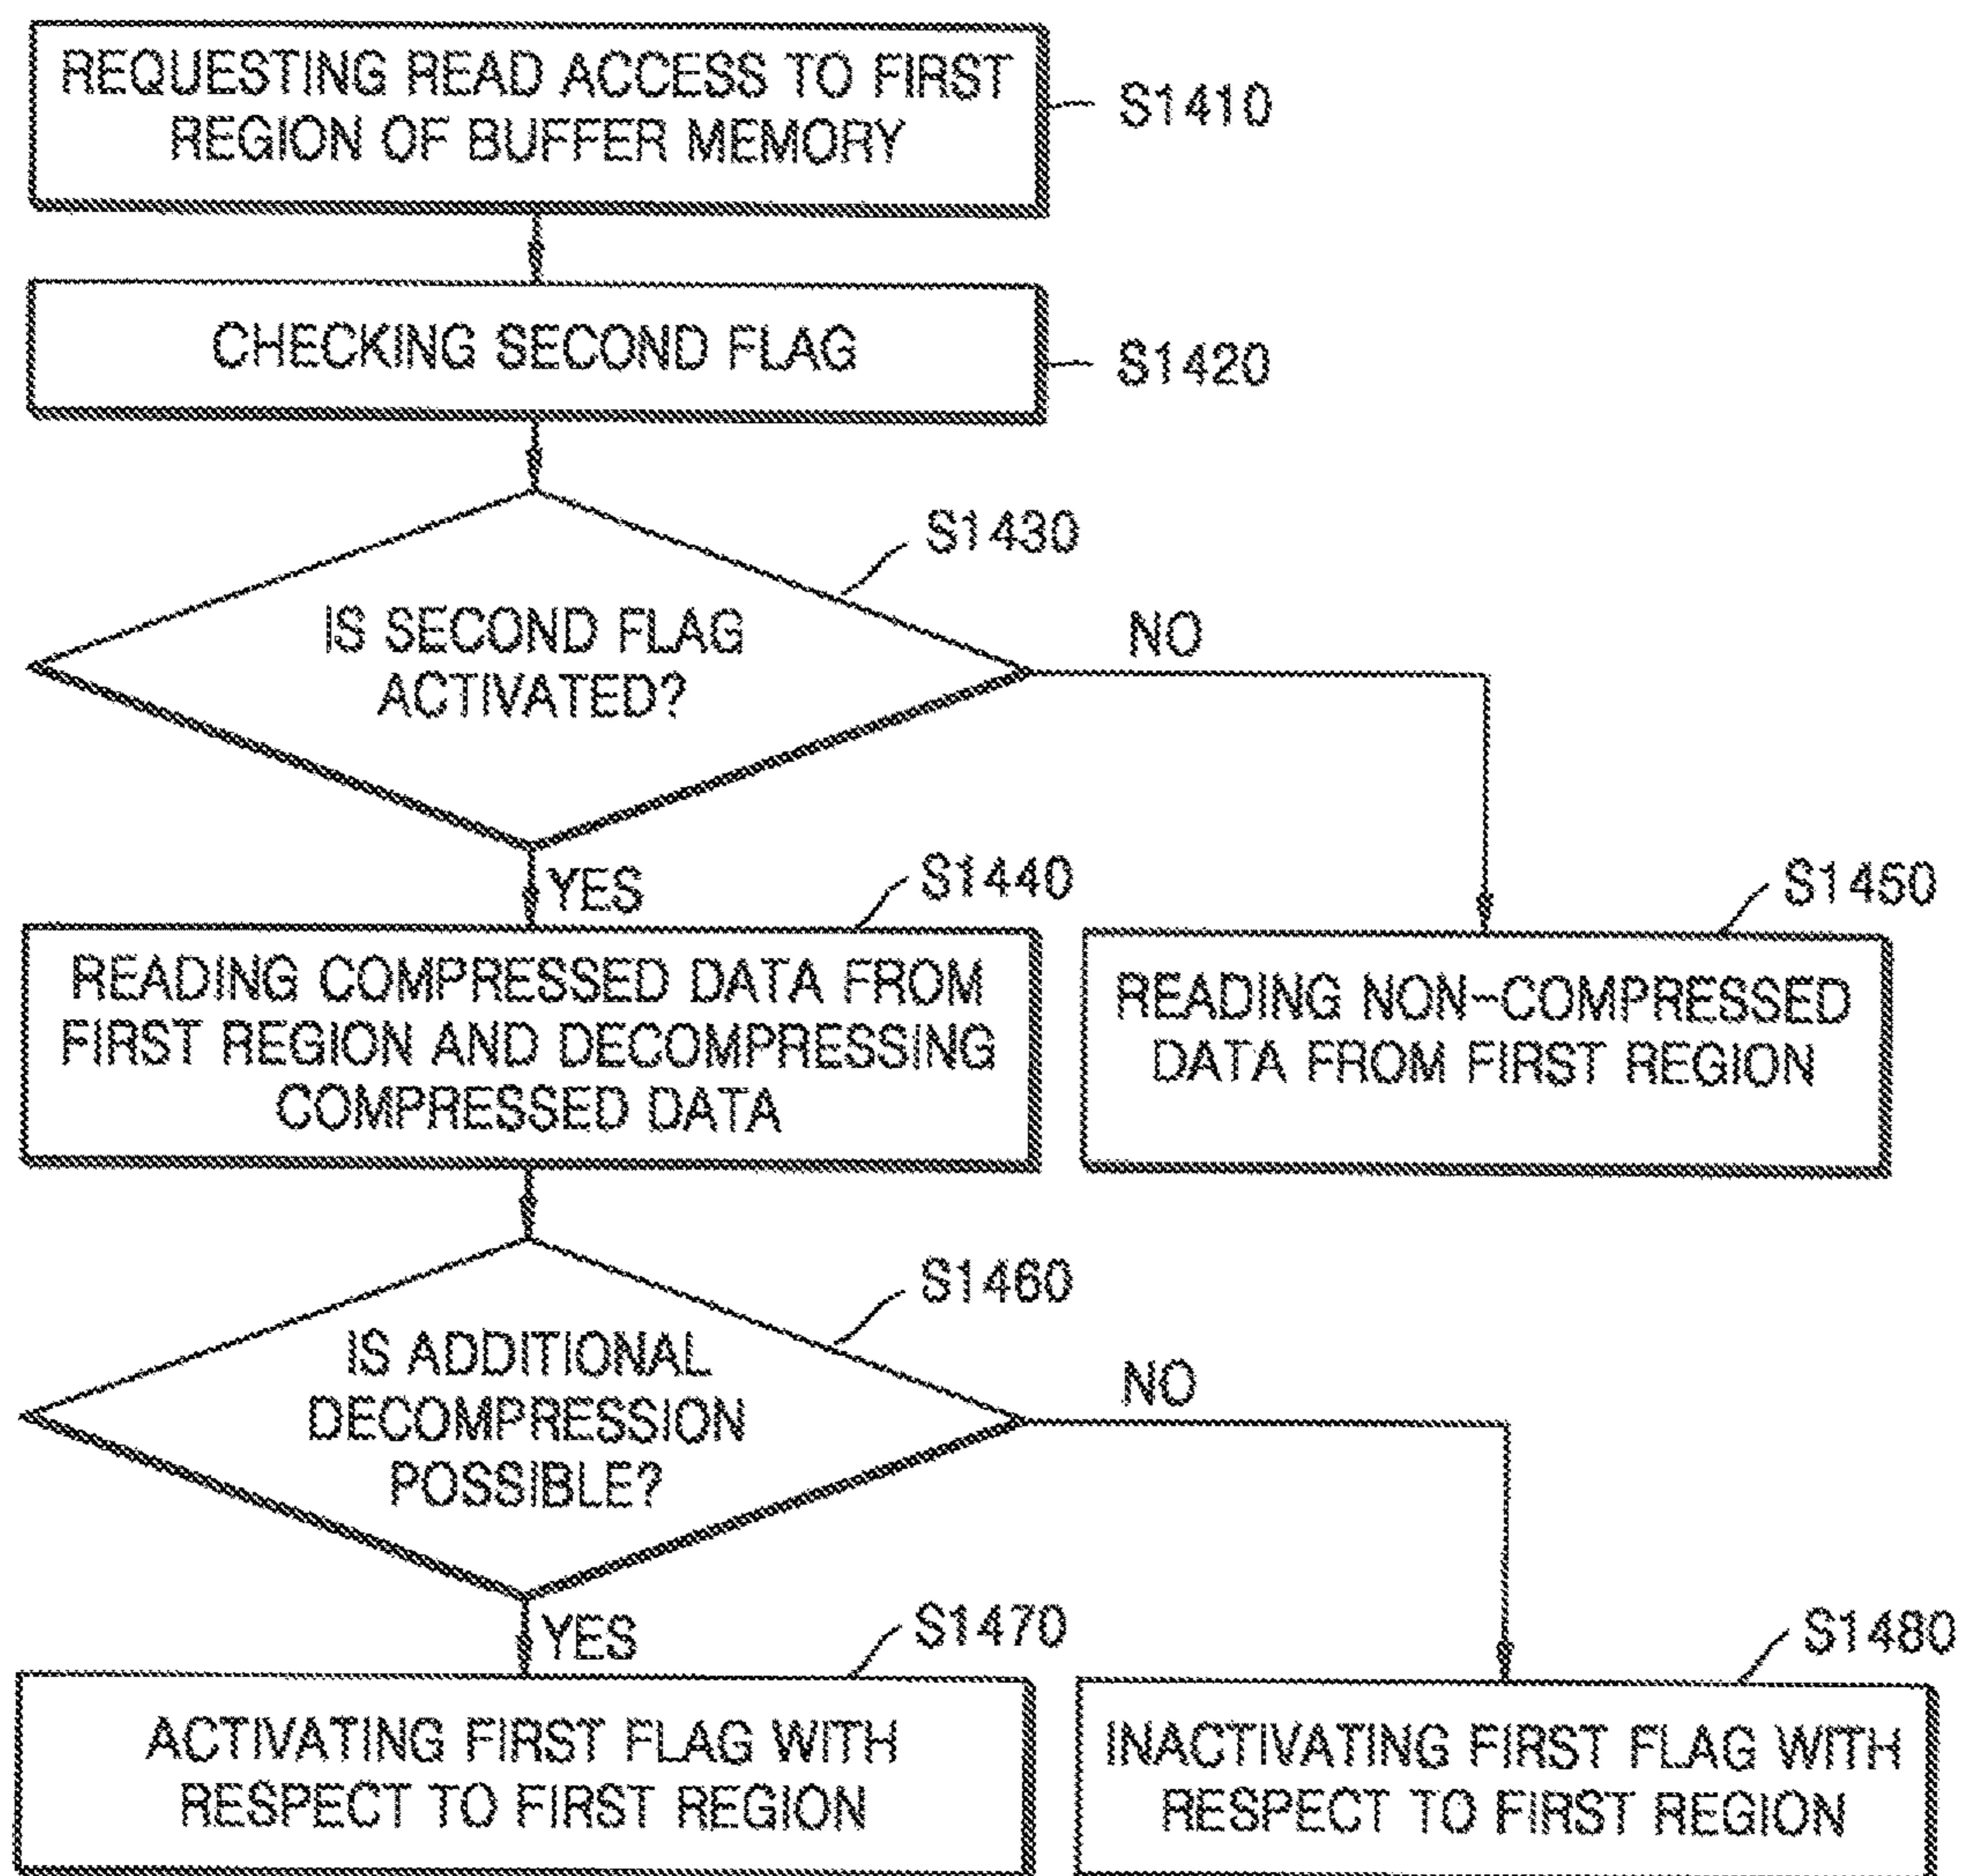 REQUESTING READ ACCESS TO FIRST
REGION OF BUFFER MEMORY
S1410
CHECKING SECOND FLAG
S1420
S1430
IS SECOND FLAG
ACTIVATED?
NO
YES
S1440
S1450
READING COMPRESSED DATA FROM
FIRST REGION AND DECOMPRESSING
COMPRESSED DATA
READING NON-COMPRESSED
DATA FROM FIRST REGION
S1460
IS ADDITIONAL
DECOMPRESSION
POSSIBLE?
NO
YES
S1470
S1480
ACTIVATING FIRST FLAG WITH
RESPECT TO FIRST REGION
INACTIVATING FIRST FLAG WITH
RESPECT TO FIRST REGION